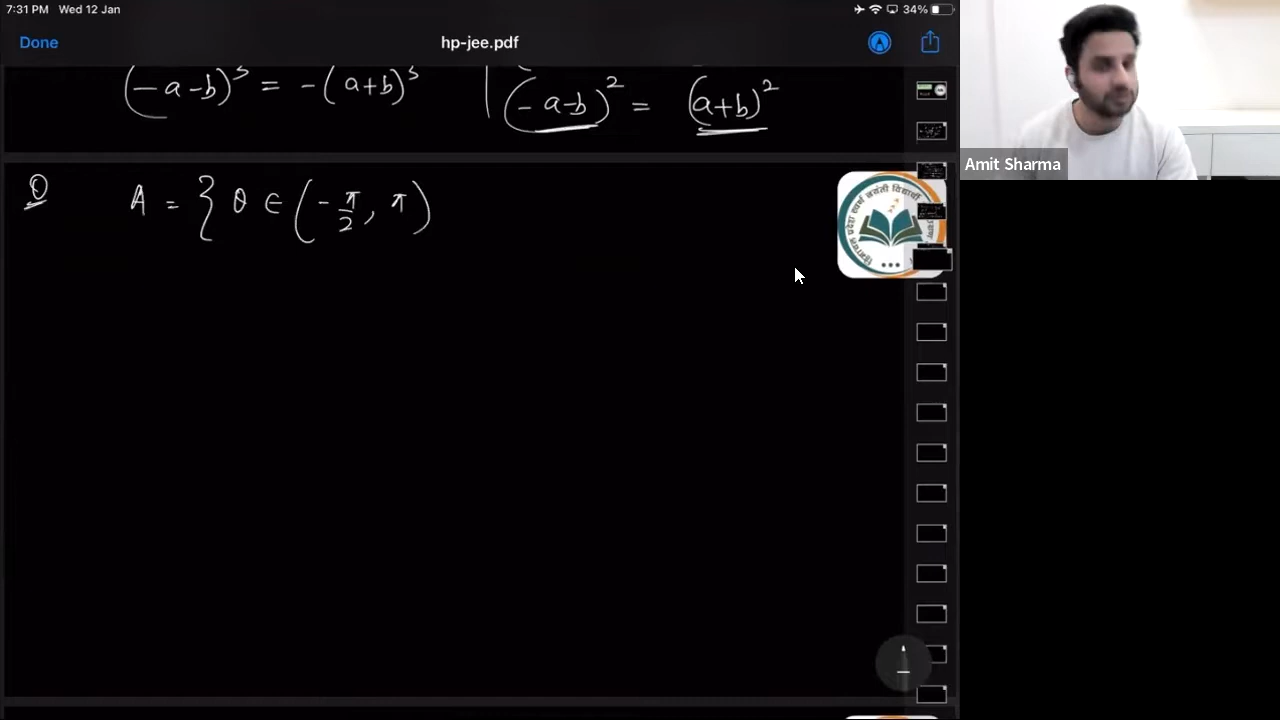 7:31 PM Wed 12 Jan
34%
Done
hp-jee.pdf
(-a-b)³ = -(a+b)³
(-a-b)² = (a+b)²
Amit Sharma
Q A = { θ ∈ (-π/2, π)